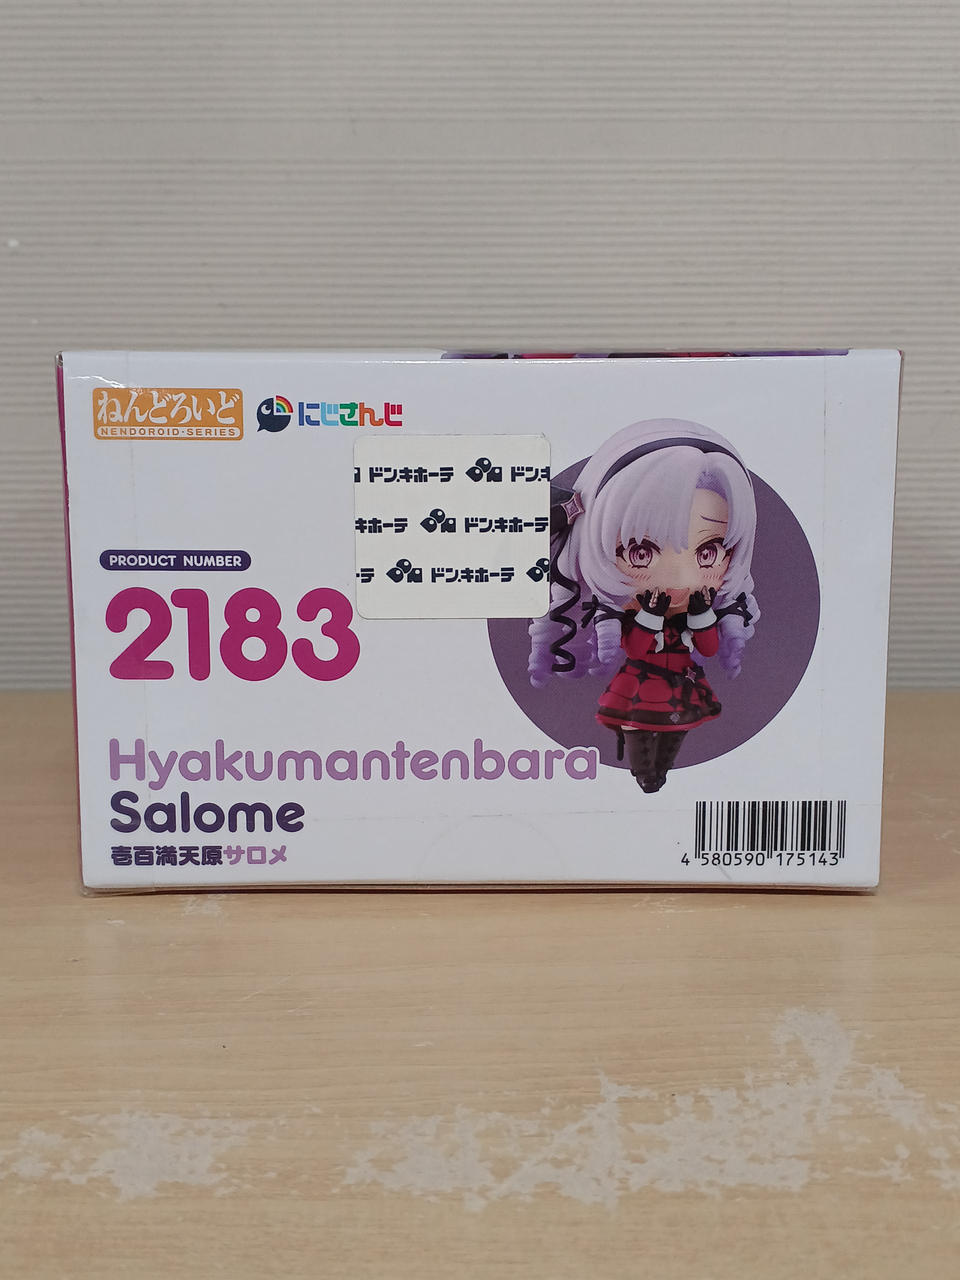 ねんどろいど
NENDOROID・SERIES
にじさんじ
ドン.キホーテ ドン.キ
キホーテ ドン.キホーテ
ーテ ドン.キホーテ
PRODUCT NUMBER
2183
Hyakumantenbara
Salome
壱百満天原サロメ
4 580590 175143